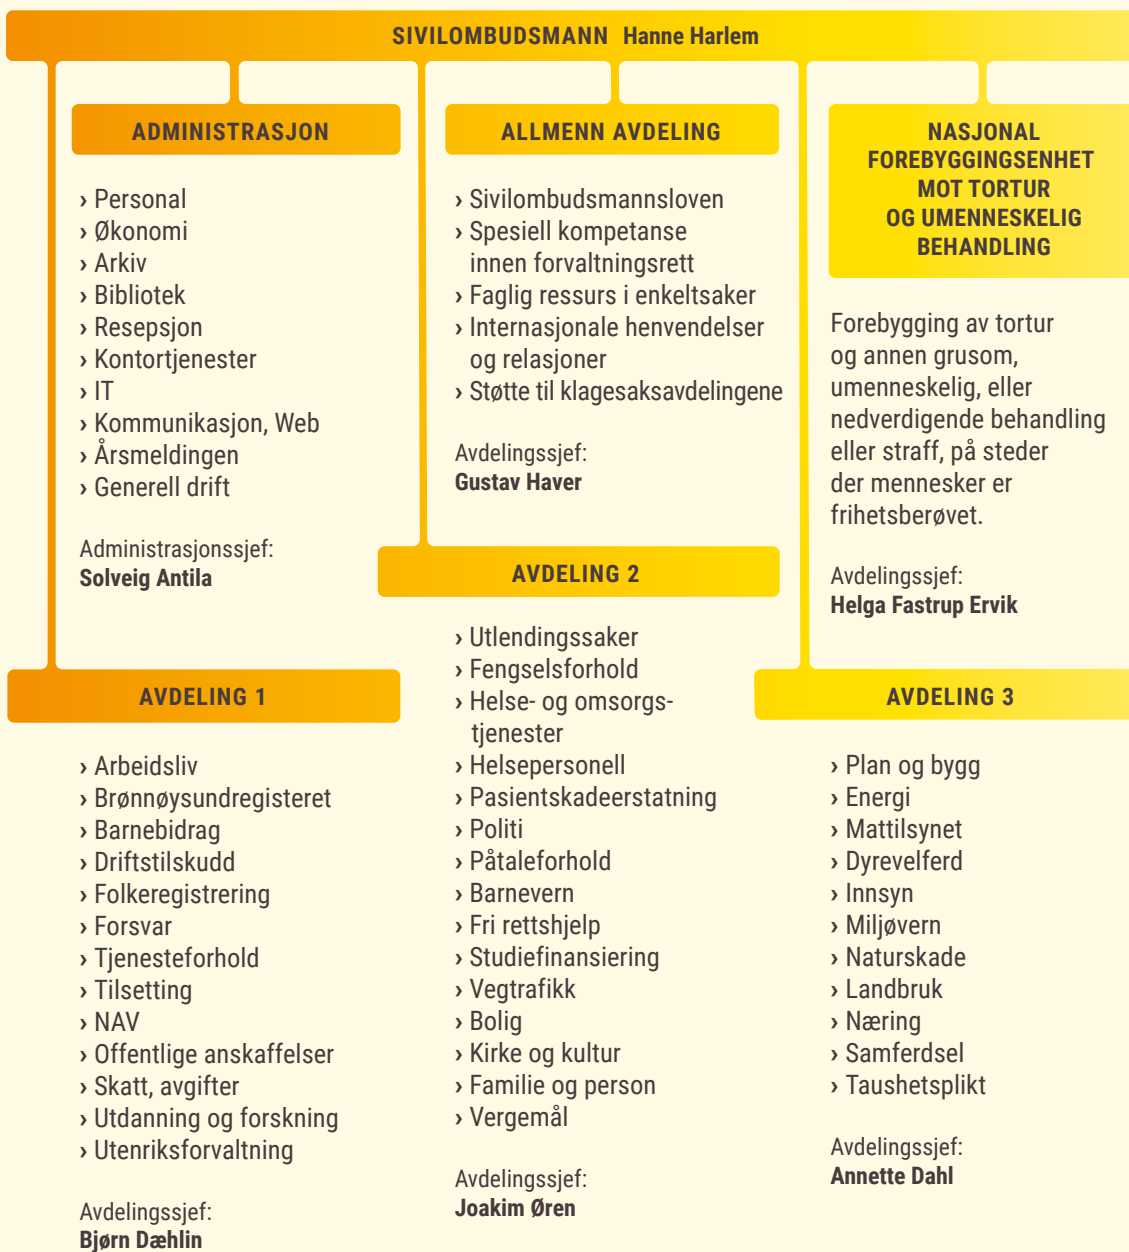 SIVILOMBUDSMANN Hanne Harlem
ADMINISTRASJON
› Personal
› Økonomi
› Arkiv
› Bibliotek
› Resepsjon
› Kontortjenester
› IT
› Kommunikasjon, Web
› Årsmeldingen
› Generell drift
Administrasjonssjef:
Solveig Antila
ALLMENN AVDELING
› Sivilombudsmannsloven
› Spesiell kompetanse
innen forvaltningsrett
› Faglig ressurs i enkeltsaker
› Internasjonale henvendelser
og relasjoner
› Støtte til klagesaksavdelingene
Avdelingssjef:
Gustav Haver
NASJONAL
FOREBYGGINGSENHET
MOT TORTUR
OG UMENNESKELIG
BEHANDLING
Forebygging av tortur
og annen grusom,
umenneskelig, eller
nedverdigende behandling
eller straff, på steder
der mennesker er
frihetsberøvet.
Avdelingssjef:
Helga Fastrup Ervik
AVDELING 1
› Arbeidsliv
› Brønnøysundregisteret
› Barnebidrag
› Driftstilskudd
› Folkeregistrering
› Forsvar
› Tjenesteforhold
› Tilsetting
› NAV
› Offentlige anskaffelser
› Skatt, avgifter
› Utdanning og forskning
› Utenriksforvaltning
Avdelingssjef:
Bjørn Dæhlin
AVDELING 2
› Utlendingssaker
› Fengselsforhold
› Helse- og omsorgs-
tjenester
› Helsepersonell
› Pasientskadeerstatning
› Politi
› Påtaleforhold
› Barnevern
› Fri rettshjelp
› Studiefinansiering
› Vegtrafikk
› Bolig
› Kirke og kultur
› Familie og person
› Vergemål
Avdelingssjef:
Joakim Øren
AVDELING 3
› Plan og bygg
› Energi
› Mattilsynet
› Dyrevelferd
› Innsyn
› Miljøvern
› Naturskade
› Landbruk
› Næring
› Samferdsel
› Taushetsplikt
Avdelingssjef:
Annette Dahl